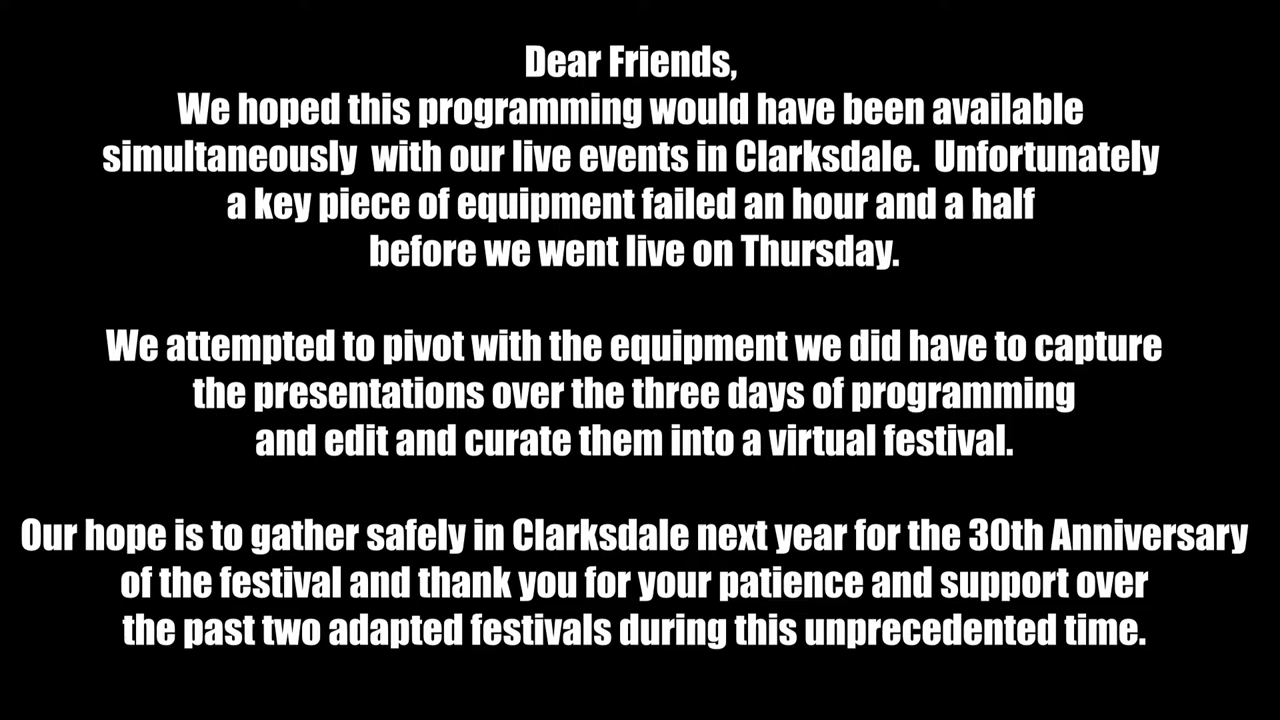 Dear Friends,
We hoped this programming would have been available
simultaneously  with our live events in Clarksdale.  Unfortunately
a key piece of equipment failed an hour and a half
before we went live on Thursday.
We attempted to pivot with the equipment we did have to capture
the presentations over the three days of programming
and edit and curate them into a virtual festival.
Our hope is to gather safely in Clarksdale next year for the 30th Anniversary
of the festival and thank you for your patience and support over
the past two adapted festivals during this unprecedented time.